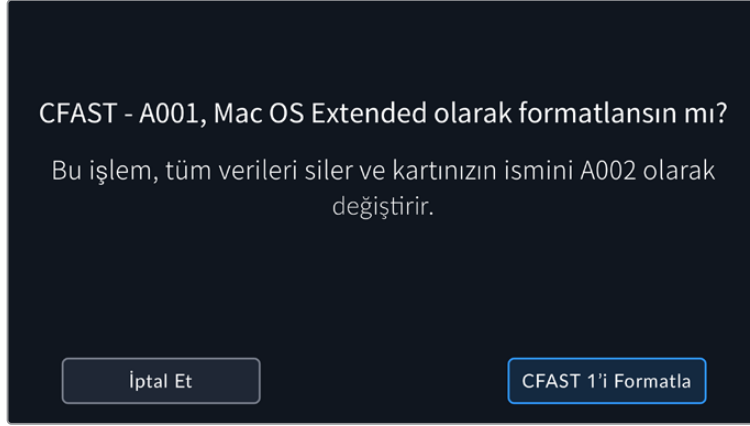 CFAST - A001, Mac OS Extended olarak formatlansın mı?
Bu işlem, tüm verileri siler ve kartınızın ismini A002 olarak
değiştirir.
İptal Et
CFAST 1'i Formatla